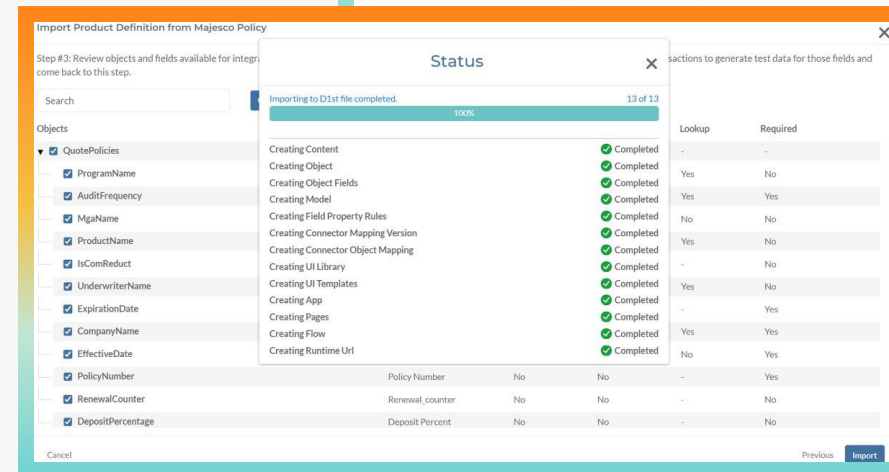 Import Product Definition from Majesco Policy
Step #3: Review objects and fields available for integra
sactions to generate test data for those fields and
come back to this step.
Search
Objects
Lookup
Required
Status
Importing to D1st file completed.
13 of 13
100%
Creating Content Completed
Creating Object Completed
Creating Object Fields Completed
Creating Model Completed
Creating Field Property Rules Completed
Creating Connector Mapping Version Completed
Creating Connector Object Mapping Completed
Creating UI Library Completed
Creating UI Templates Completed
Creating App Completed
Creating Pages Completed
Creating Flow Completed
Creating Runtime Url Completed
QuotePolicies - -
ProgramName Yes No
AuditFrequency Yes Yes
MgaName No No
ProductName Yes No
IsComReduct - No
UnderwriterName Yes No
ExpirationDate - Yes
CompanyName Yes Yes
EffectiveDate No Yes
PolicyNumber Policy Number No No - Yes
RenewalCounter Renewal_counter No No - No
DepositPercentage Deposit Percent No No - No
Cancel
Previous
Import